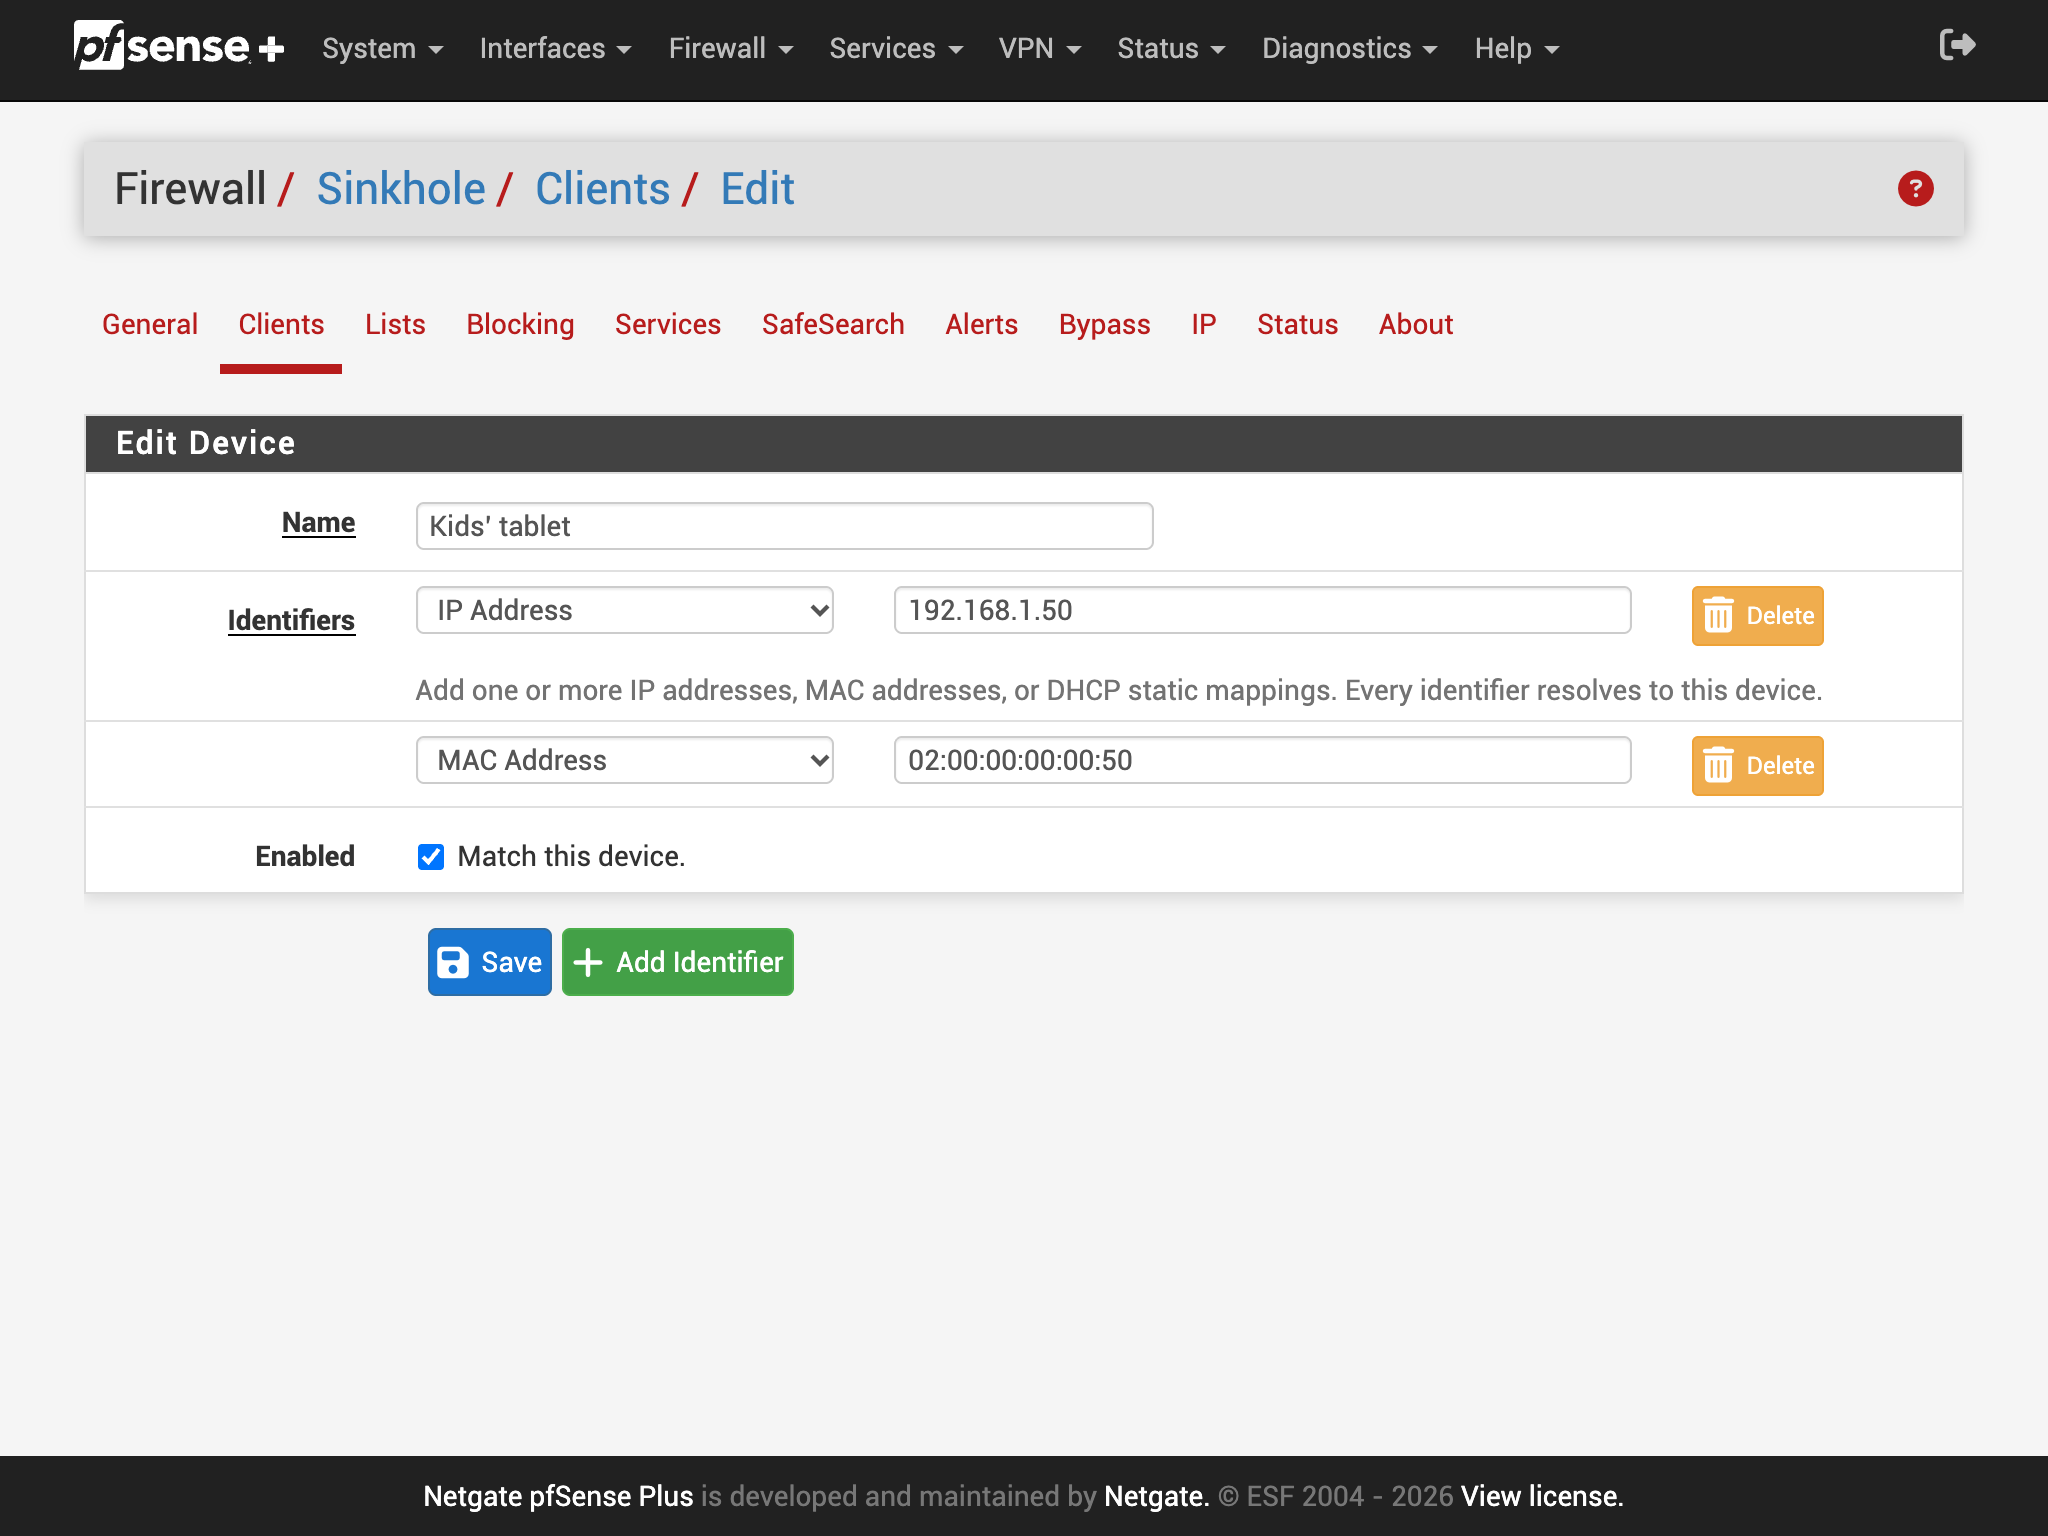 pfsense+ System Interfaces Firewall Services VPN Status Diagnostics Help
Firewall / Sinkhole / Clients / Edit
?
General Clients Lists Blocking Services SafeSearch Alerts Bypass IP Status About
Edit Device
Name Kids' tablet
Identifiers IP Address 192.168.1.50 Delete
Add one or more IP addresses, MAC addresses, or DHCP static mappings. Every identifier resolves to this device.
MAC Address 02:00:00:00:00:50 Delete
Enabled Match this device.
Save Add Identifier
Netgate pfSense Plus is developed and maintained by Netgate. © ESF 2004 - 2026 View license.